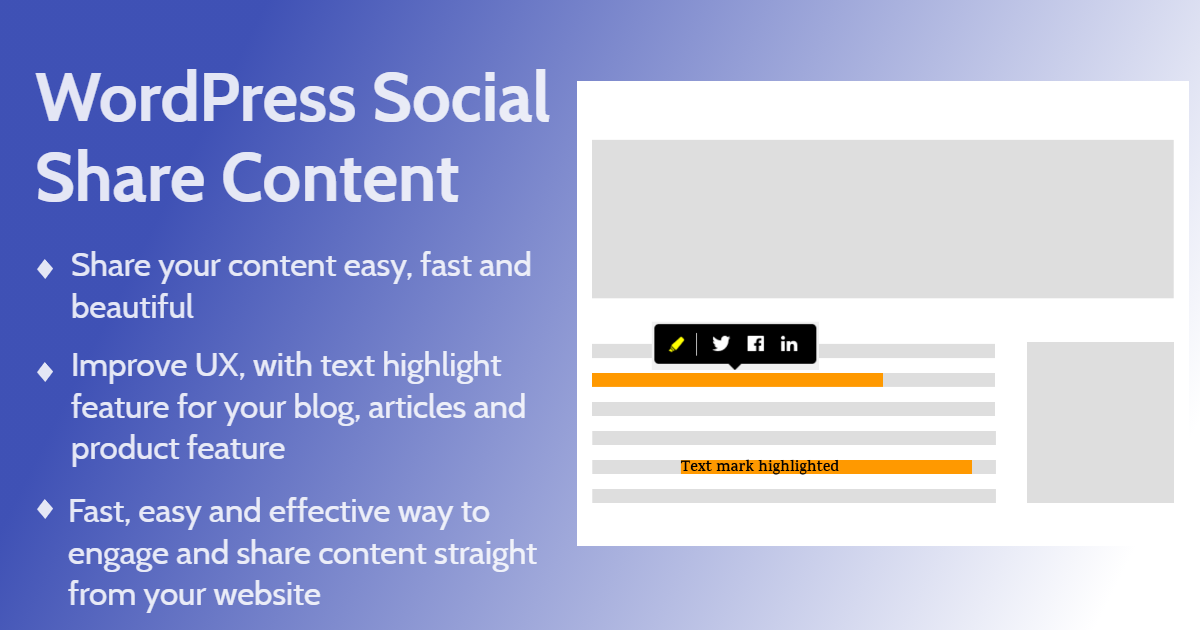 WordPress Social
Share Content
Share your content easy, fast and
beautiful
Improve UX, with text highlight
feature for your blog, articles and
product feature
Fast, easy and effective way to
engage and share content straight
from your website
Text mark highlighted